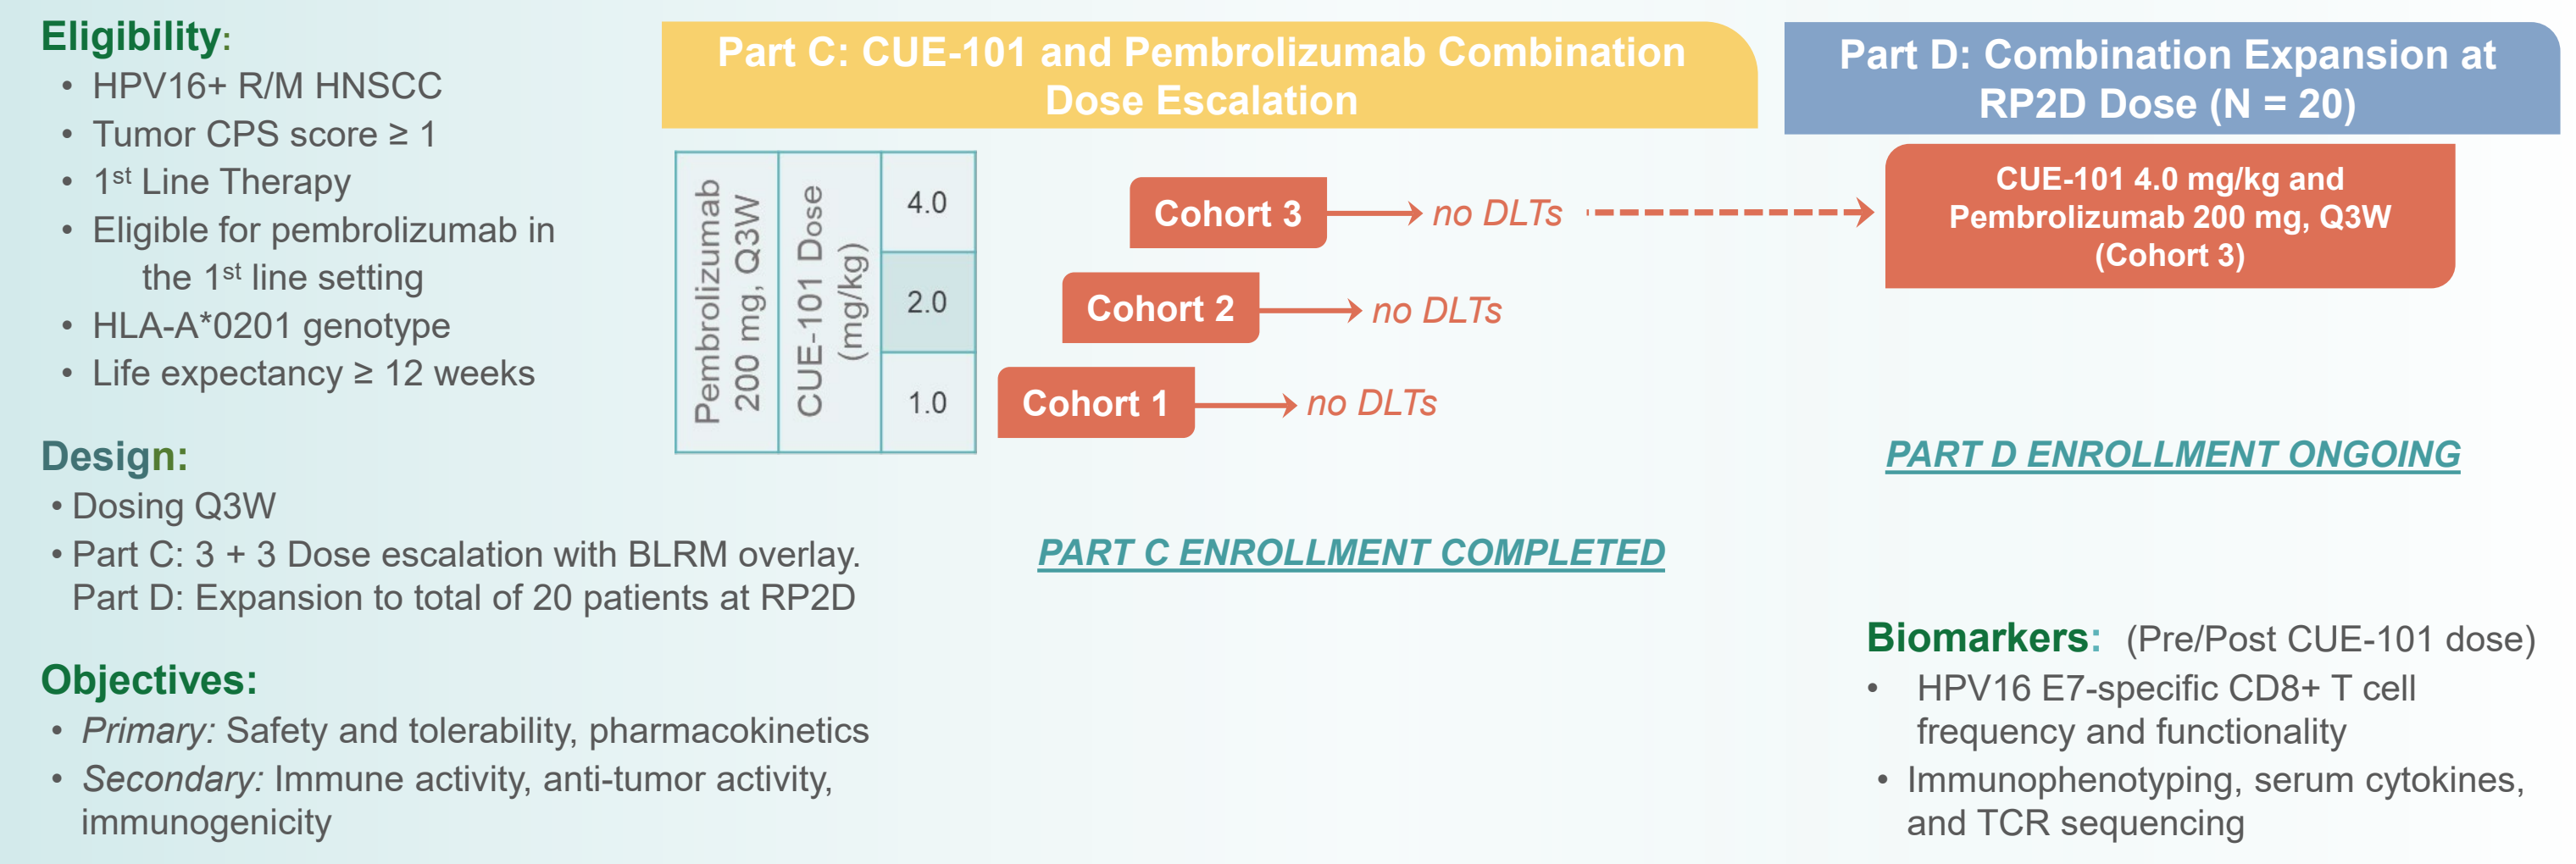 Eligibility:
• HPV16+ R/M HNSCC
• Tumor CPS score ≥ 1
• 1st Line Therapy
• Eligible for pembrolizumab in
the 1st line setting
• HLA-A*0201 genotype
• Life expectancy ≥ 12 weeks
Design:
• Dosing Q3W
• Part C: 3 + 3 Dose escalation with BLRM overlay.
Part D: Expansion to total of 20 patients at RP2D
Objectives:
• Primary: Safety and tolerability, pharmacokinetics
• Secondary: Immune activity, anti-tumor activity,
immunogenicity
Part C: CUE-101 and Pembrolizumab Combination
Dose Escalation
Pembrolizumab
200 mg, Q3W
CUE-101 Dose
(mg/kg)
4.0
2.0
1.0
Cohort 3
no DLTs
Cohort 2
no DLTs
Cohort 1
no DLTs
PART C ENROLLMENT COMPLETED
Part D: Combination Expansion at
RP2D Dose (N = 20)
CUE-101 4.0 mg/kg and
Pembrolizumab 200 mg, Q3W
(Cohort 3)
PART D ENROLLMENT ONGOING
Biomarkers: (Pre/Post CUE-101 dose)
• HPV16 E7-specific CD8+ T cell
frequency and functionality
• Immunophenotyping, serum cytokines,
and TCR sequencing